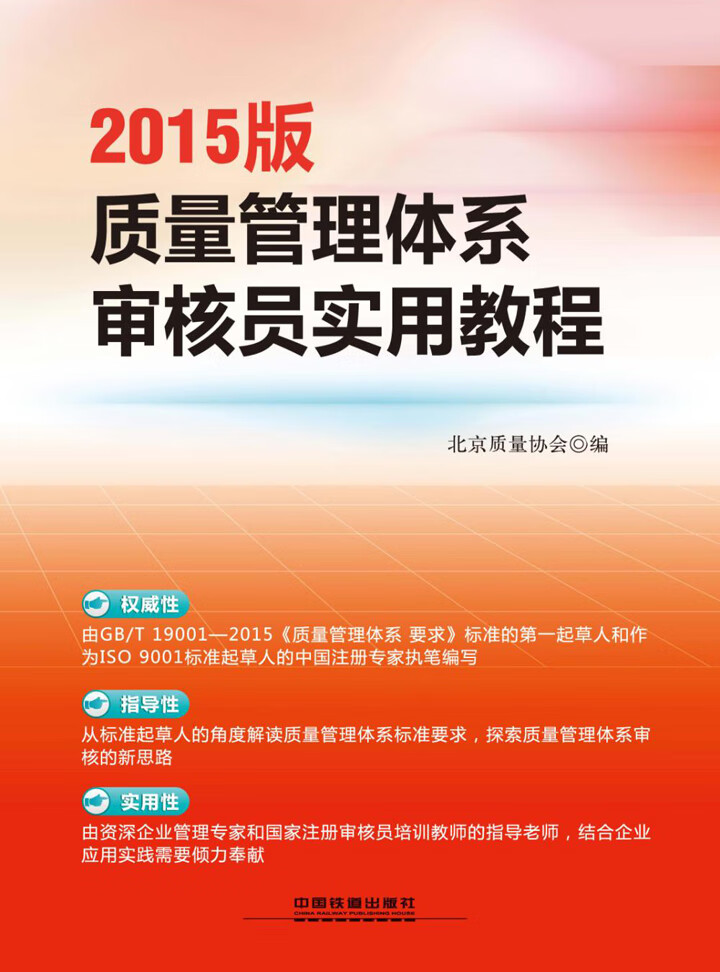 2015版
质量管理体系
审核员实用教程
北京质量协会◎编
权威性
由GB/T 19001—2015《质量管理体系 要求》标准的第一起草人和作
为ISO 9001标准起草人的中国注册专家执笔编写
指导性
从标准起草人的角度解读质量管理体系标准要求，探索质量管理体系审
核的新思路
实用性
由资深企业管理专家和国家注册审核员培训教师的指导老师，结合企业
应用实践需要倾力奉献
中国铁道出版社
CHINA RAILWAY PUBLISHING HOUSE